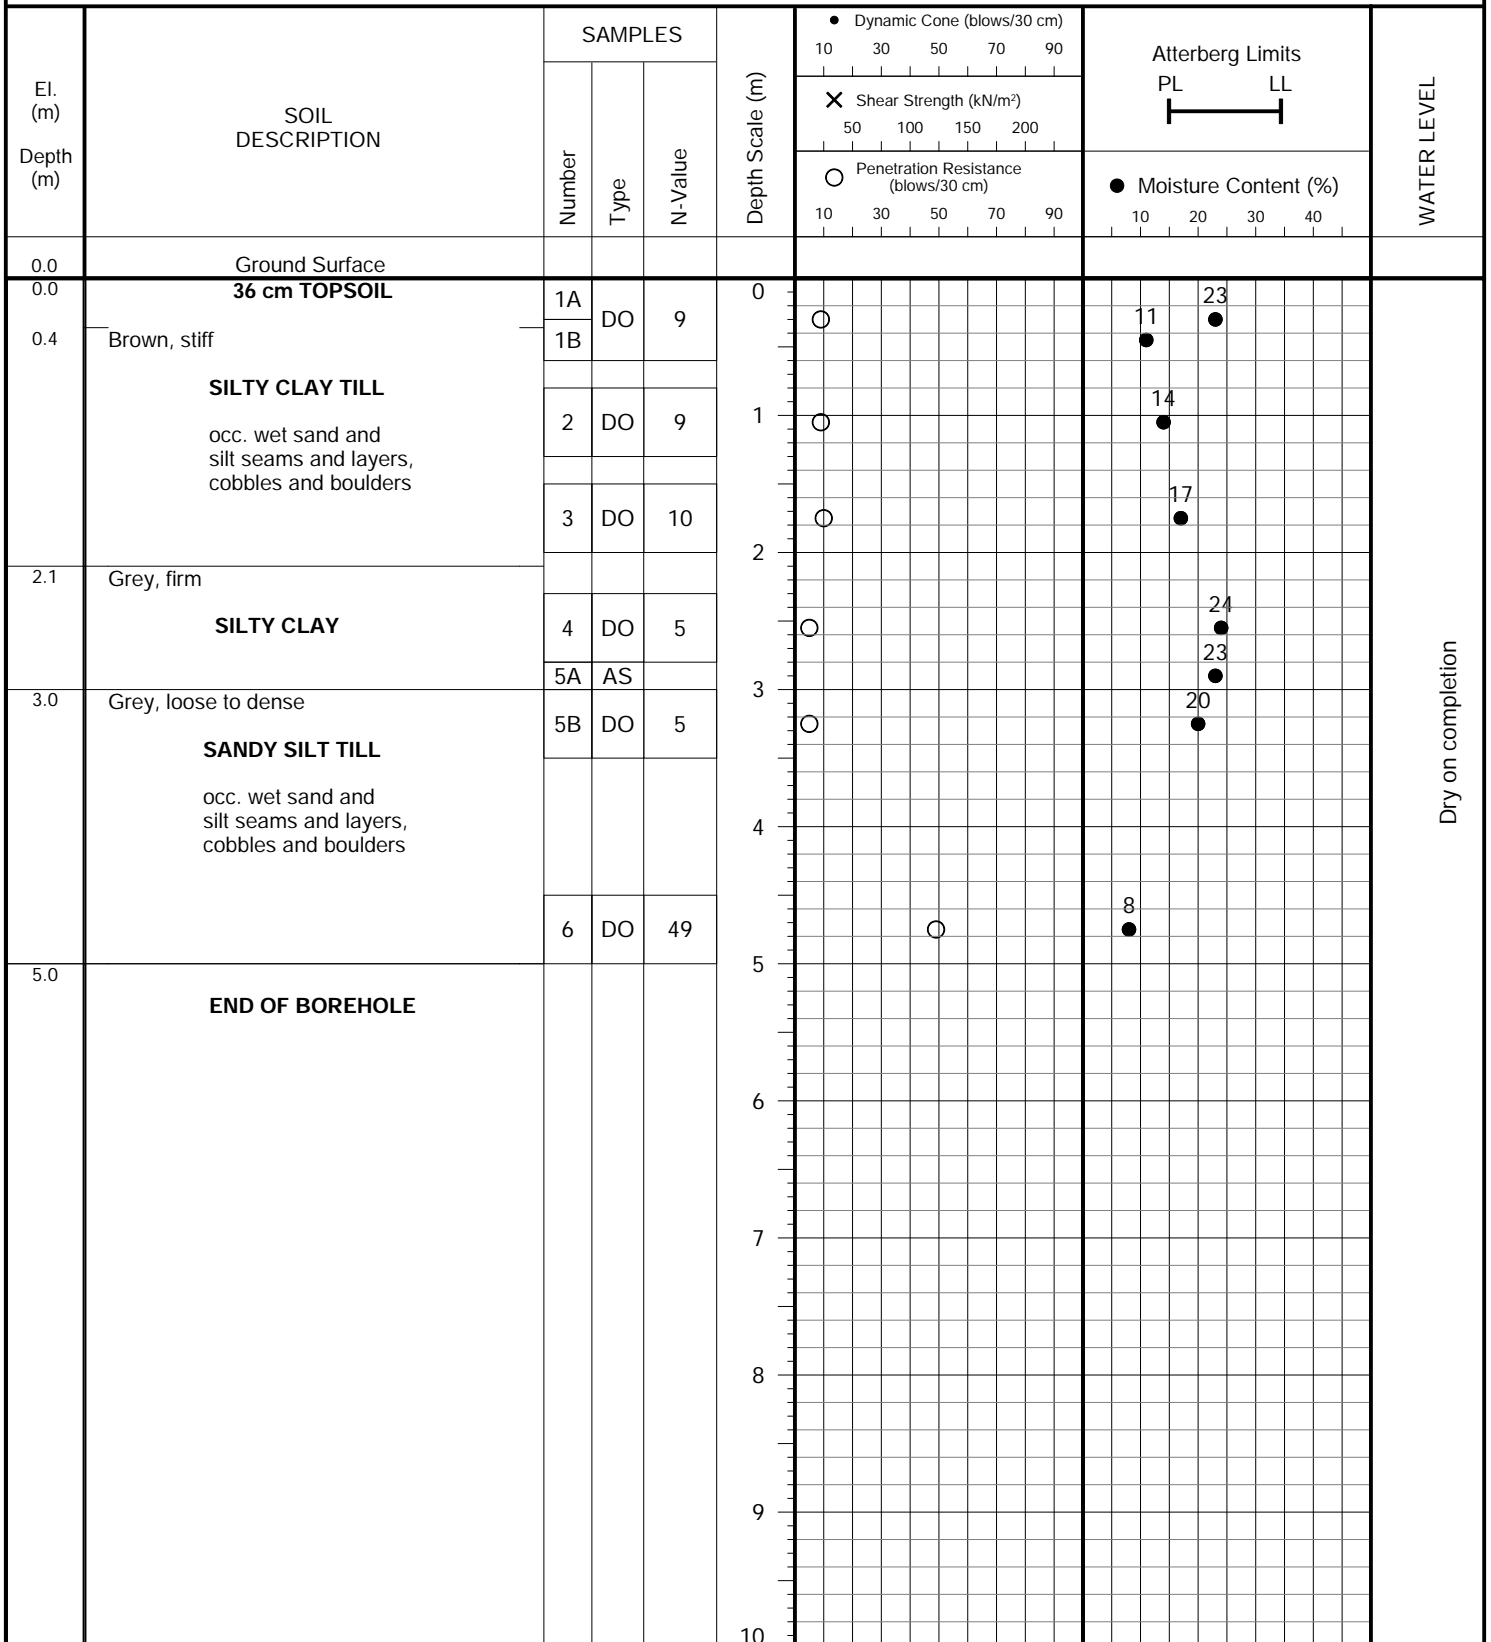 El.
(m)
Depth
(m)
SOIL
DESCRIPTION
SAMPLES
Number
Type
N-Value
Depth Scale (m)
Dynamic Cone (blows/30 cm)
10 30 50 70 90
Shear Strength (kN/m²)
50 100 150 200
Penetration Resistance
(blows/30 cm)
10 30 50 70 90
Atterberg Limits
PL LL
Moisture Content (%)
10 20 30 40
WATER LEVEL
0.0 Ground Surface
0.0 36 cm TOPSOIL 1A DO 9 0 23
0.4 Brown, stiff 1B 11
SILTY CLAY TILL
occ. wet sand and
silt seams and layers,
cobbles and boulders
2 DO 9 1 14
3 DO 10 17
2
2.1 Grey, firm
SILTY CLAY 4 DO 5 24
5A AS 23
3
3.0 Grey, loose to dense 5B DO 5 20
SANDY SILT TILL
occ. wet sand and
silt seams and layers,
cobbles and boulders
4
6 DO 49 8
5
5.0
END OF BOREHOLE
6
7
8
9
10
Dry on completion